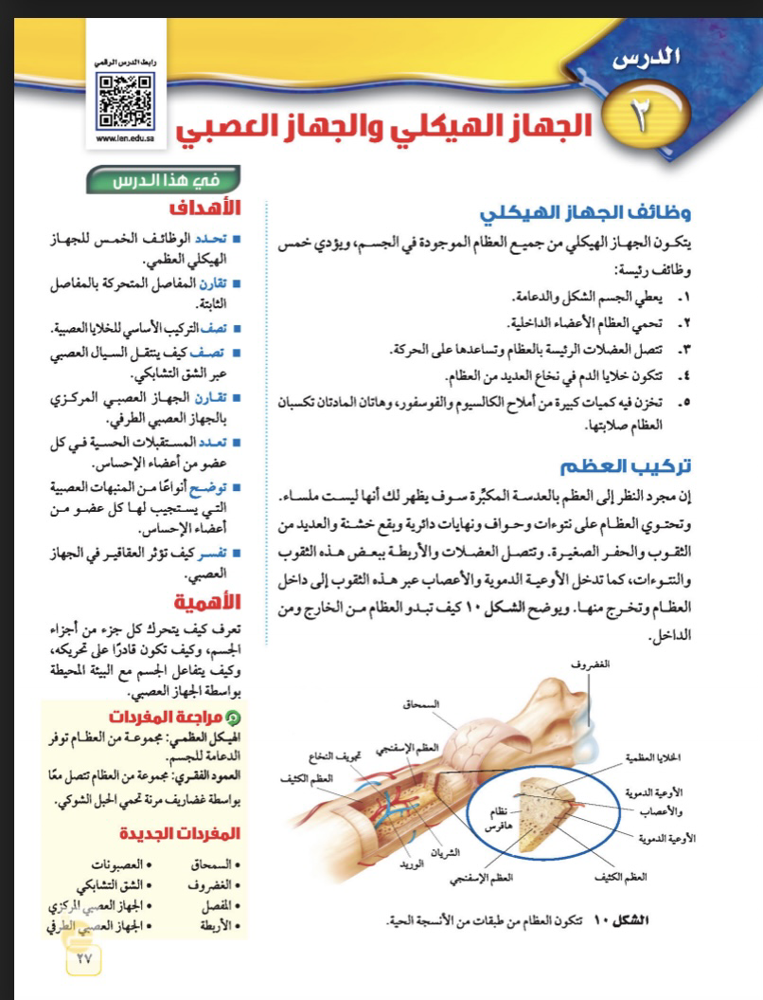 الدرس
٣
رابط الدرس الرقمي
www.ien.edu.sa
الجهاز الهيكلي والجهاز العصبي
وظائف الجهاز الهيكلي
يتكون الجهاز الهيكلي من جميع العظام الموجودة في الجسم، ويؤدي خمس
وظائف رئيسة:
١. يعطي الجسم الشكل والدعامة.
٢. تحمي العظام الأعضاء الداخلية.
٣. تتصل العضلات الرئيسة بالعظام وتساعدها على الحركة.
٤. تتكون خلايا الدم في نخاع العديد من العظام.
٥. تخزن فيه كميات كبيرة من أملاح الكالسيوم والفوسفور، وهاتان المادتان تكسبان
العظام صلابتها.
تركيب العظم
إن مجرد النظر إلى العظم بالعدسة المكبِّرة سوف يظهر لك أنها ليست ملساء.
وتحتوي العظام على نتوءات وحواف ونهايات دائرية وبقع خشنة والعديد من
الثقوب والحفر الصغيرة. وتتصل العضلات والأربطة ببعض هذه الثقوب
والنتوءات، كما تدخل الأوعية الدموية والأعصاب عبر هذه الثقوب إلى داخل
العظام وتخرج منها. ويوضح الشكل ١٠ كيف تبدو العظام من الخارج ومن
الداخل.
الغضروف
السمحاق
العظم الإسفنجي
تجويف النخاع
العظم الكثيف
الخلايا العظمية
الأوعية الدموية
والأعصاب
نظام
هافرس
الأوعية الدموية
الشريان
الوريد
العظم الإسفنجي
العظم الكثيف
الشكل ١٠ تتكون العظام من طبقات من الأنسجة الحية.
في هذا الدرس
الأهداف
■ تحدد الوظائف الخمس للجهاز
الهيكلي العظمي.
■ تقارن المفاصل المتحركة بالمفاصل
الثابتة.
■ تصف التركيب الأساسي للخلايا العصبية.
■ تصف كيف ينتقل السيال العصبي
عبر الشق التشابكي.
■ تقارن الجهاز العصبي المركزي
بالجهاز العصبي الطرفي.
■ تعدد المستقبلات الحسية في كل
عضو من أعضاء الإحساس.
■ توضح أنواعًا من المنبهات العصبية
التي يستجيب لها كل عضو من
أعضاء الإحساس.
■ تفسر كيف تؤثر العقاقير في الجهاز
العصبي.
الأهمية
تعرف كيف يتحرك كل جزء من أجزاء
الجسم، وكيف تكون قادرًا على تحريكه،
وكيف يتفاعل الجسم مع البيئة المحيطة
بواسطة الجهاز العصبي.
مراجعة المفردات
الهيكل العظمي: مجموعة من العظام توفر
الدعامة للجسم.
العمود الفقري: مجموعة من العظام تتصل معًا
بواسطة غضاريف مرنة تحمي الحبل الشوكي.
المفردات الجديدة
• السمحاق • العصبونات
• الغضروف • الشق التشابكي
• المفصل • الجهاز العصبي المركزي
• الأربطة • الجهاز العصبي الطرفي
٢٧